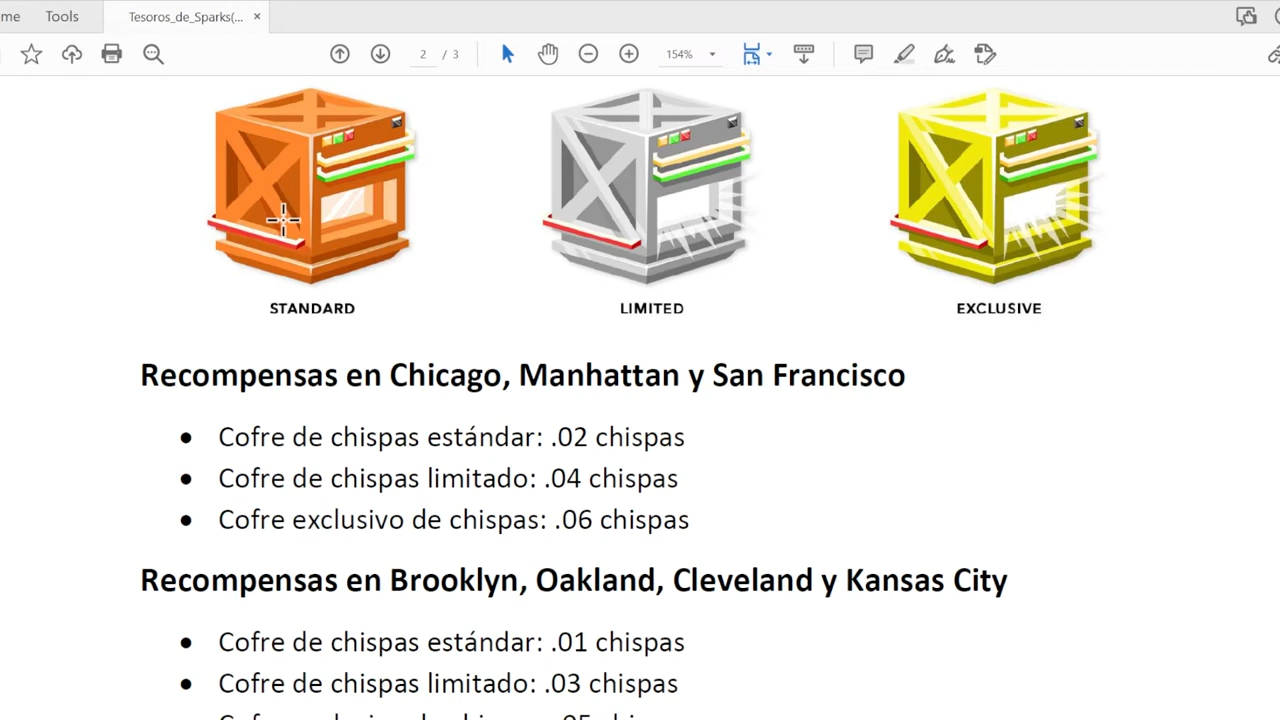 me Tools Tesoros_de_Sparks(... ×
2 / 3 154%
STANDARD LIMITED EXCLUSIVE
Recompensas en Chicago, Manhattan y San Francisco
• Cofre de chispas estándar: .02 chispas
• Cofre de chispas limitado: .04 chispas
• Cofre exclusivo de chispas: .06 chispas
Recompensas en Brooklyn, Oakland, Cleveland y Kansas City
• Cofre de chispas estándar: .01 chispas
• Cofre de chispas limitado: .03 chispas